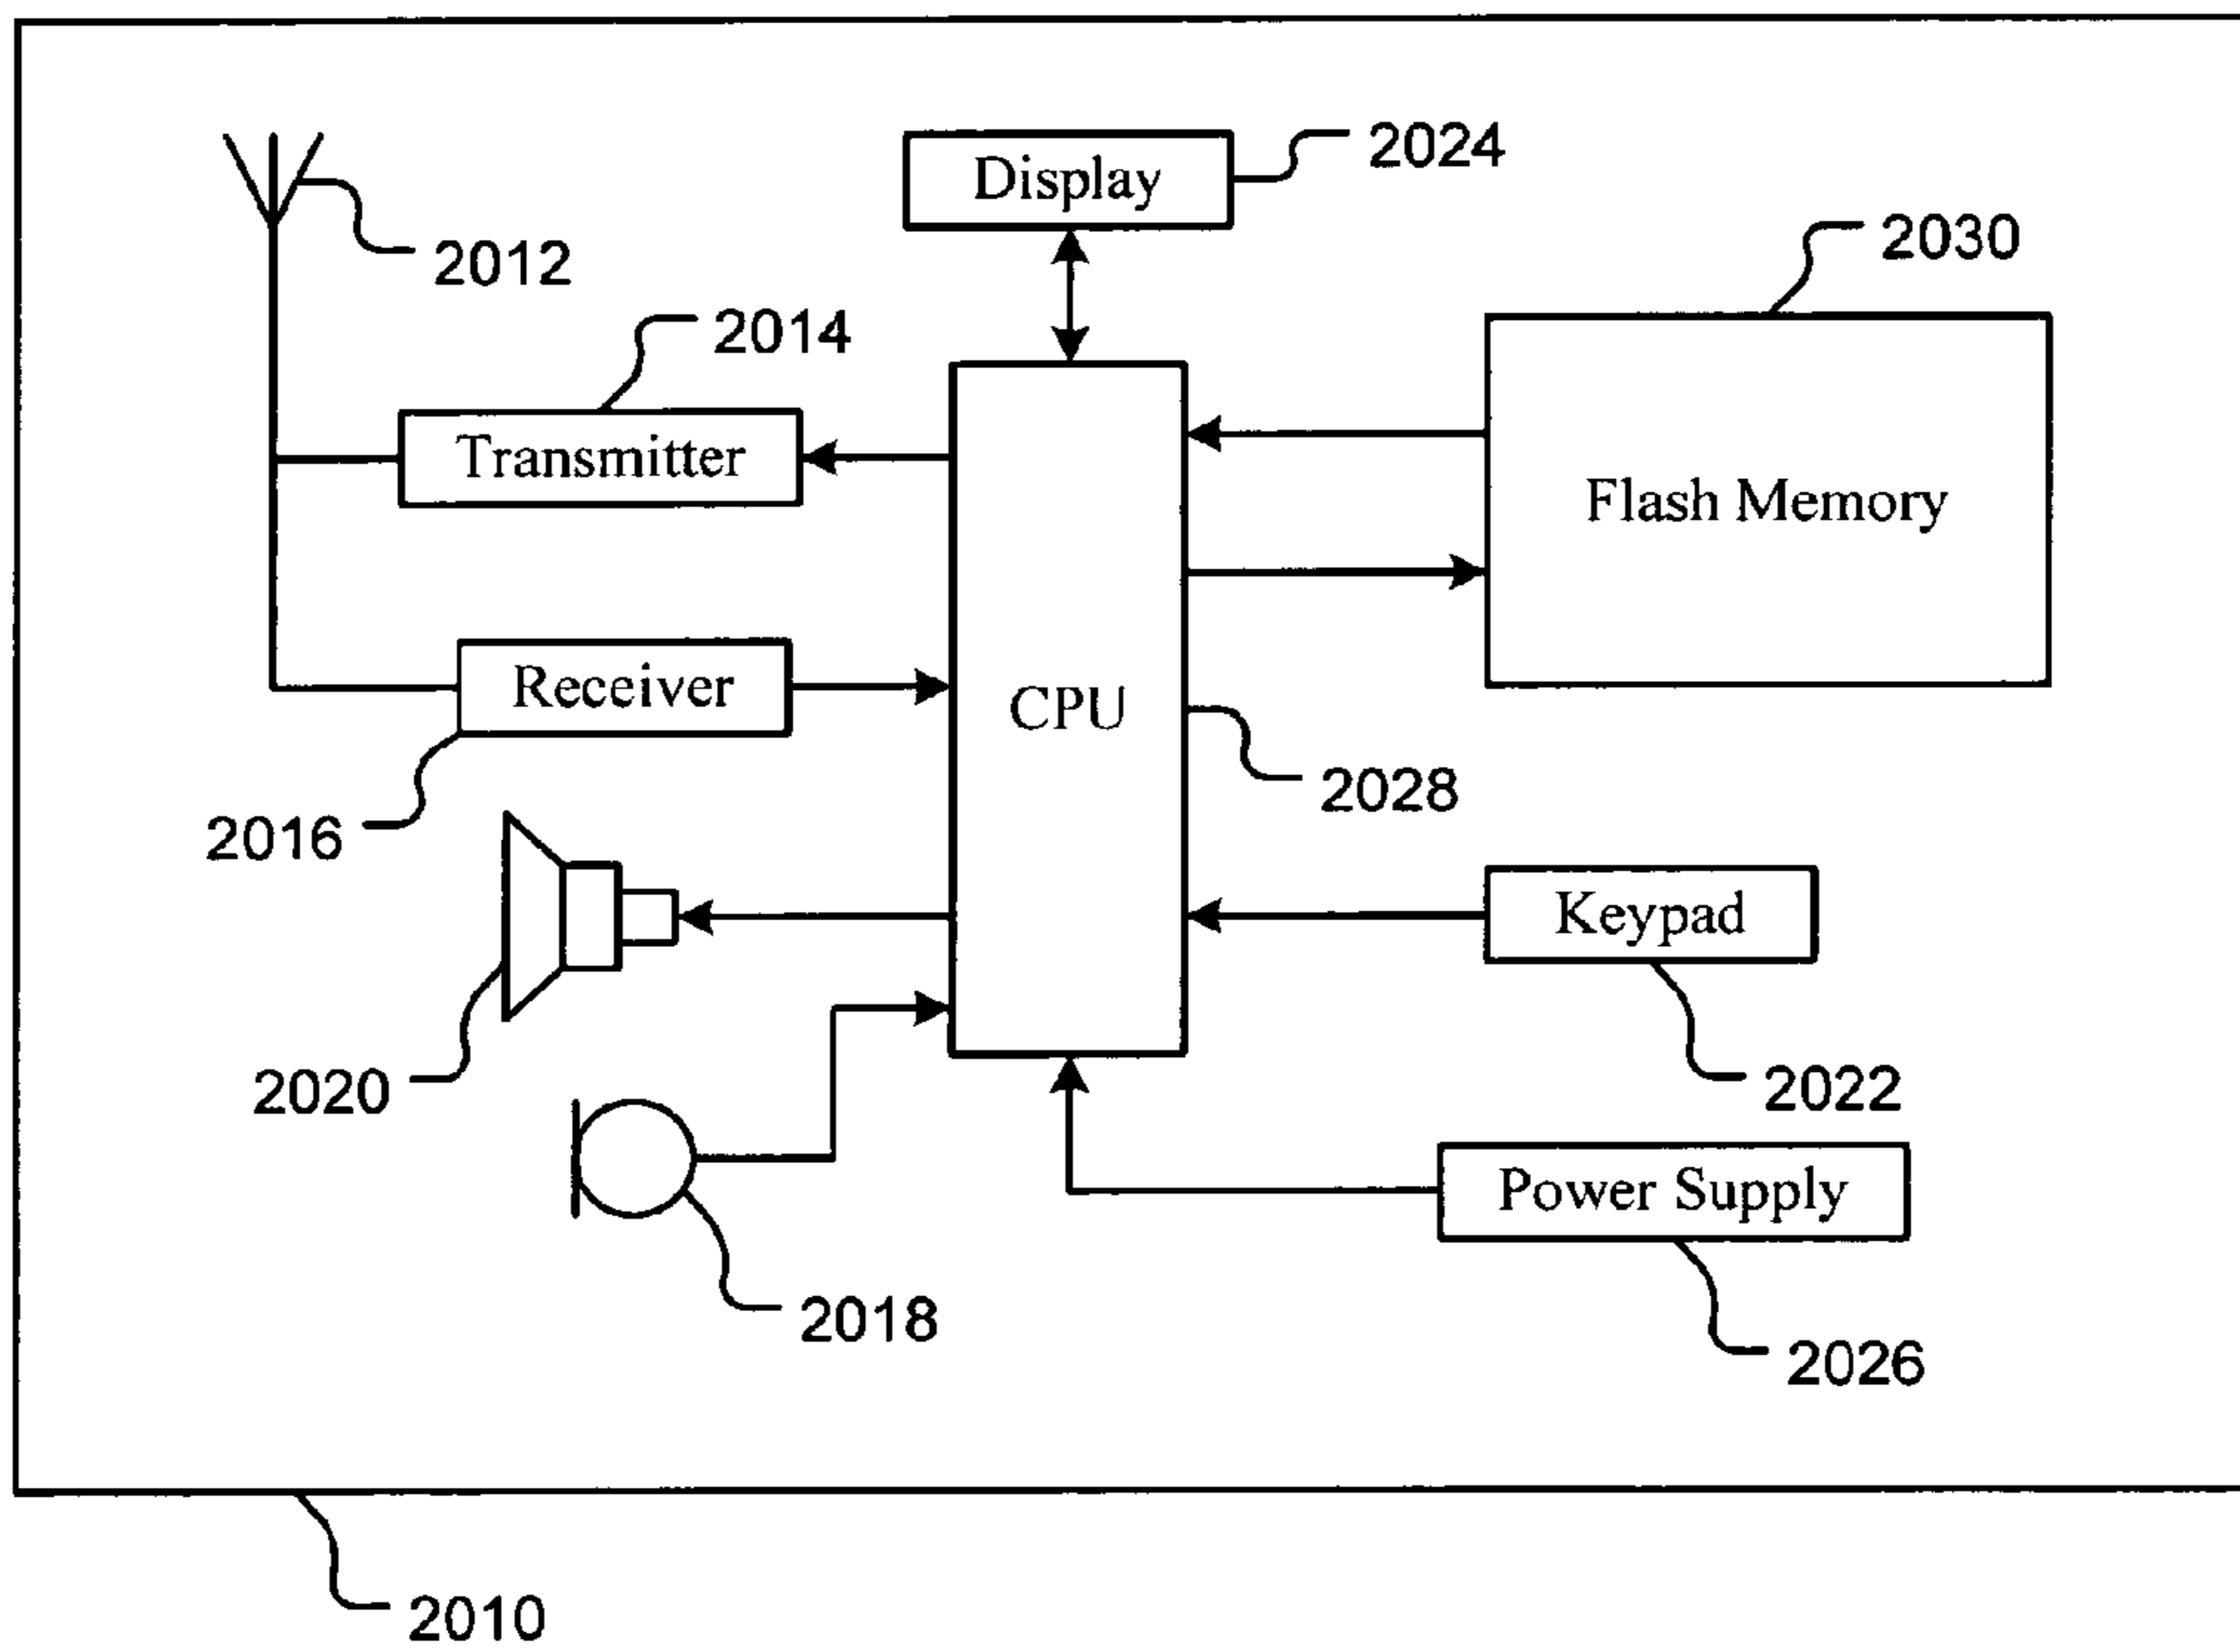 Display
2024
2012
2030
2014
Transmitter
Flash Memory
Receiver
CPU
2028
2016
Keypad
2020
2022
Power Supply
2018
2026
2010